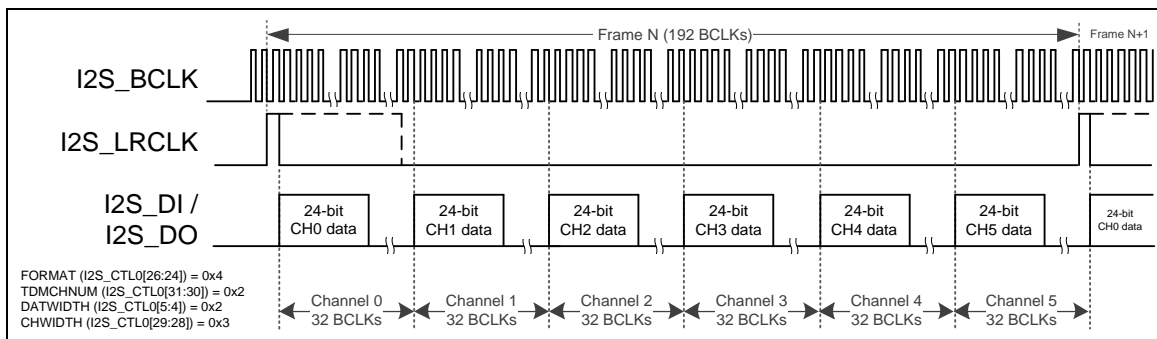 Frame N (192 BCLKs)
Frame N+1
I2S_BCLK
I2S_LRCLK
I2S_DI /
I2S_DO
24-bit
CH0 data
24-bit
CH1 data
24-bit
CH2 data
24-bit
CH3 data
24-bit
CH4 data
24-bit
CH5 data
24-bit
CH0 data
FORMAT (I2S_CTL0[26:24]) = 0x4
TDMCHNUM (I2S_CTL0[31:30]) = 0x2
DATWIDTH (I2S_CTL0[5:4]) = 0x2
CHWIDTH (I2S_CTL0[29:28]) = 0x3
Channel 0
32 BCLKs
Channel 1
32 BCLKs
Channel 2
32 BCLKs
Channel 3
32 BCLKs
Channel 4
32 BCLKs
Channel 5
32 BCLKs